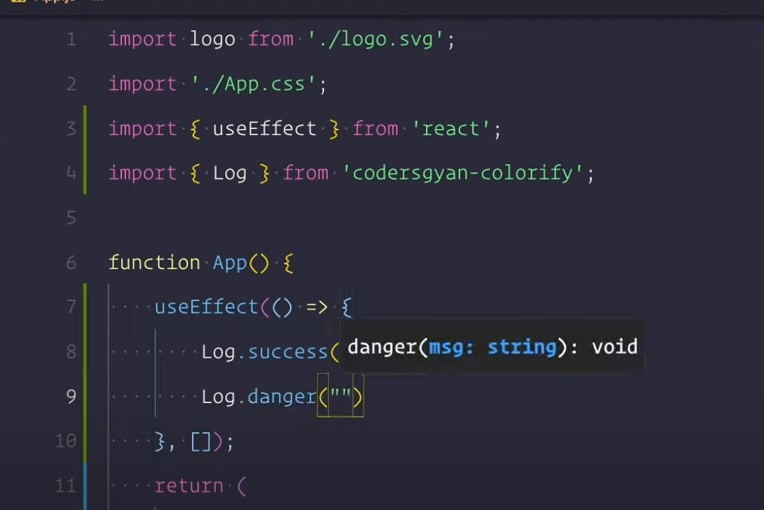 1 import logo from './logo.svg';
2 import './App.css';
3 import { useEffect } from 'react';
4 import { Log } from 'codersgyan-colorify';
5
6 function App() {
7 useEffect(() => {
8 Log.success(
danger(msg: string): void
9 Log.danger("")
10 }, []);
11 return (